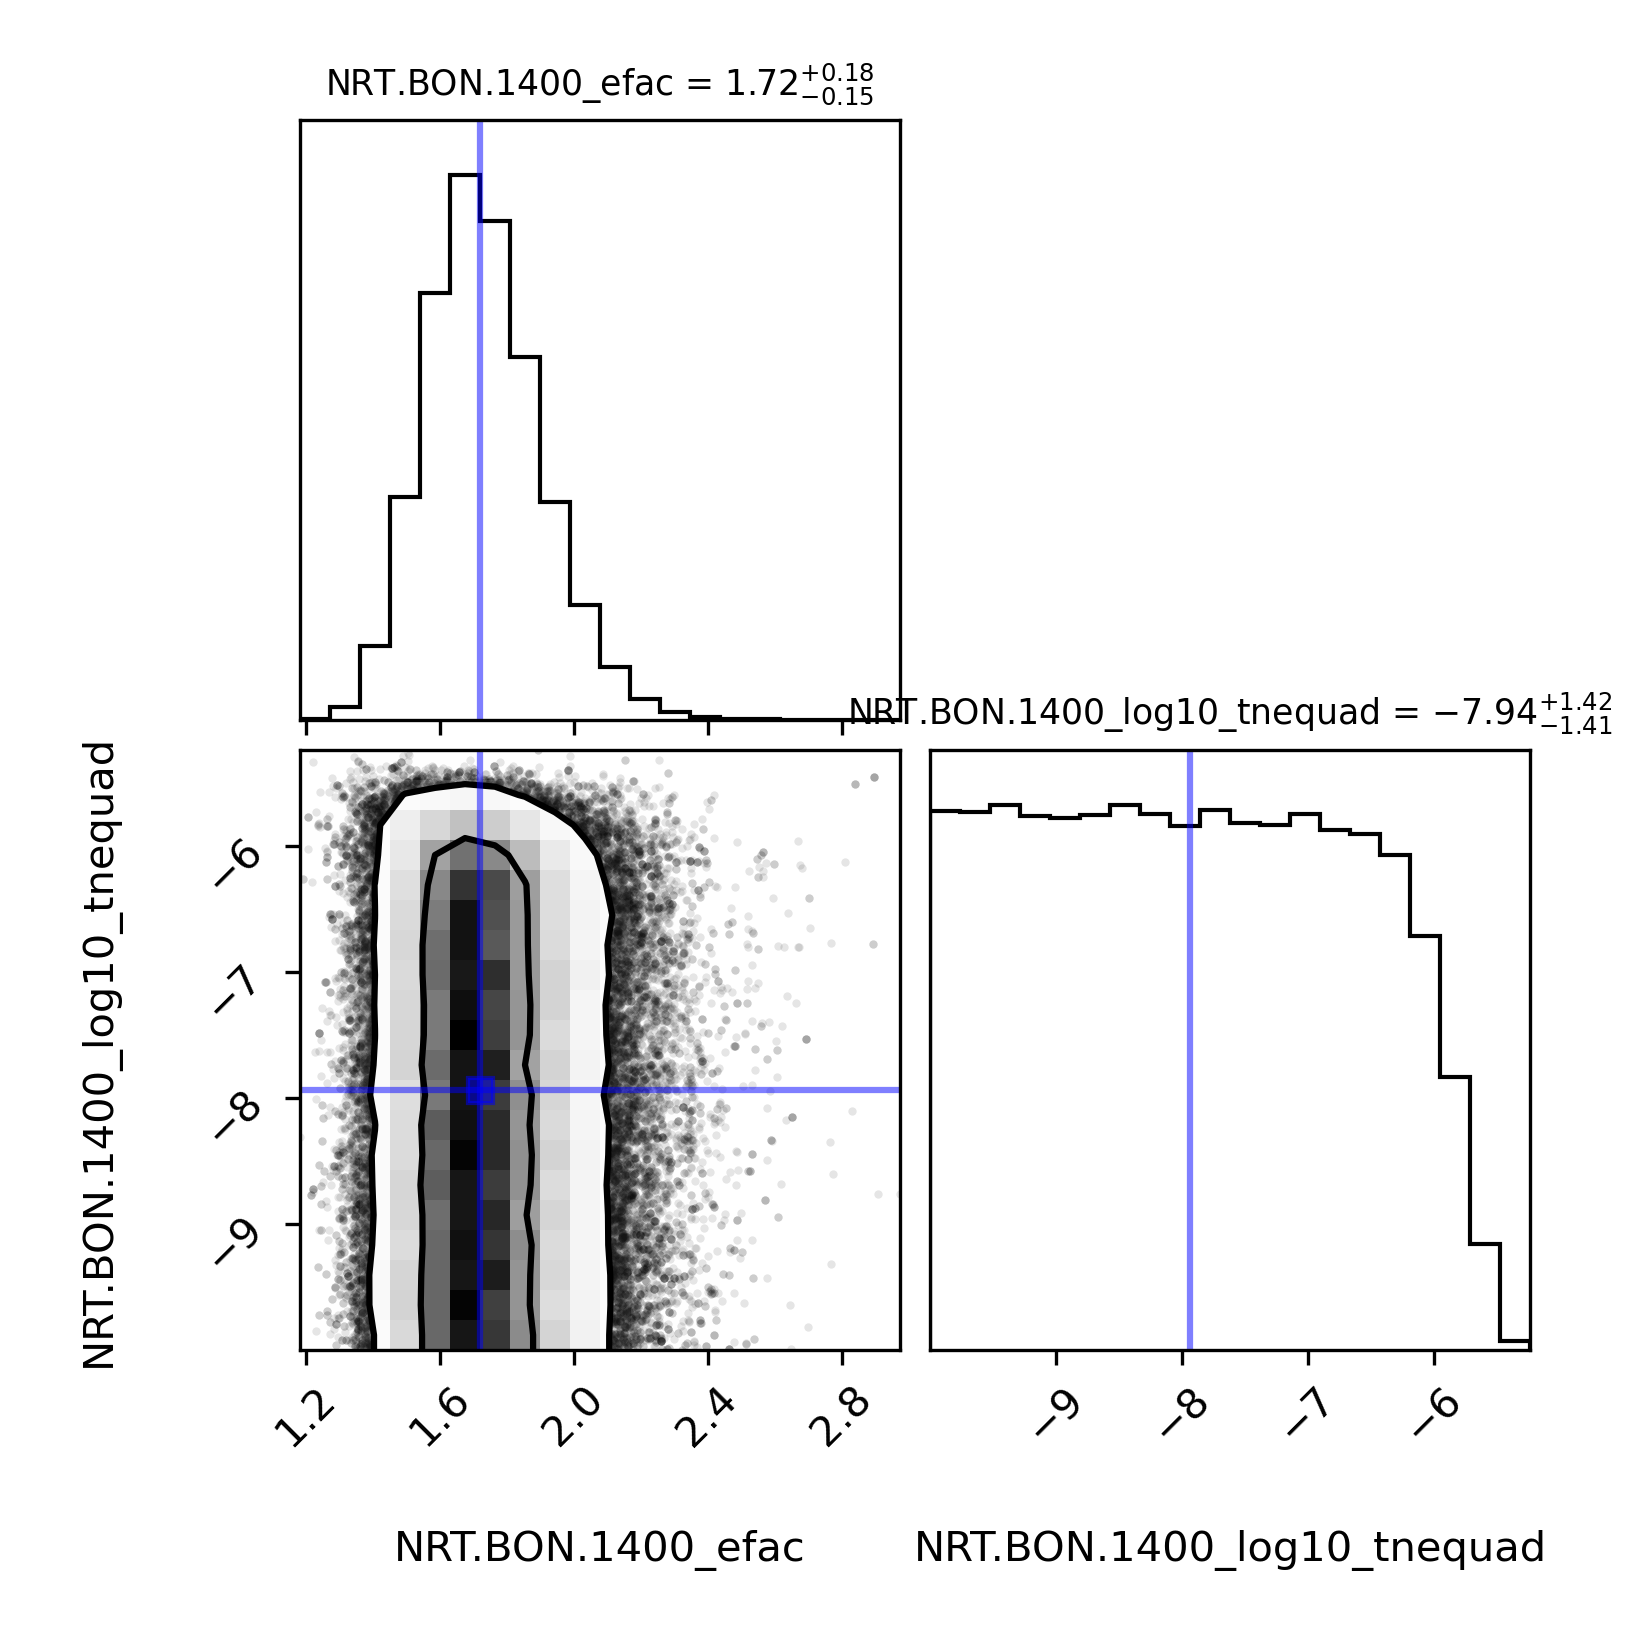 NRT.BON.1400_efac = 1.72+0.18−0.15
NRT.BON.1400_log10_tnequad = −7.94+1.42−1.41
NRT.BON.1400_log10_tnequad
−6
−7
−8
−9
1.2 1.6 2.0 2.4 2.8
−9 −8 −7 −6
NRT.BON.1400_efac
NRT.BON.1400_log10_tnequad